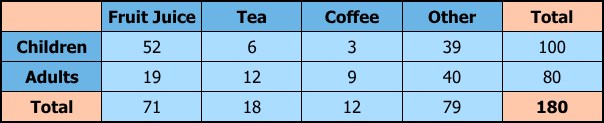 Fruit Juice Tea Coffee Other Total
Children 52 6 3 39 100
Adults 19 12 9 40 80
Total 71 18 12 79 180